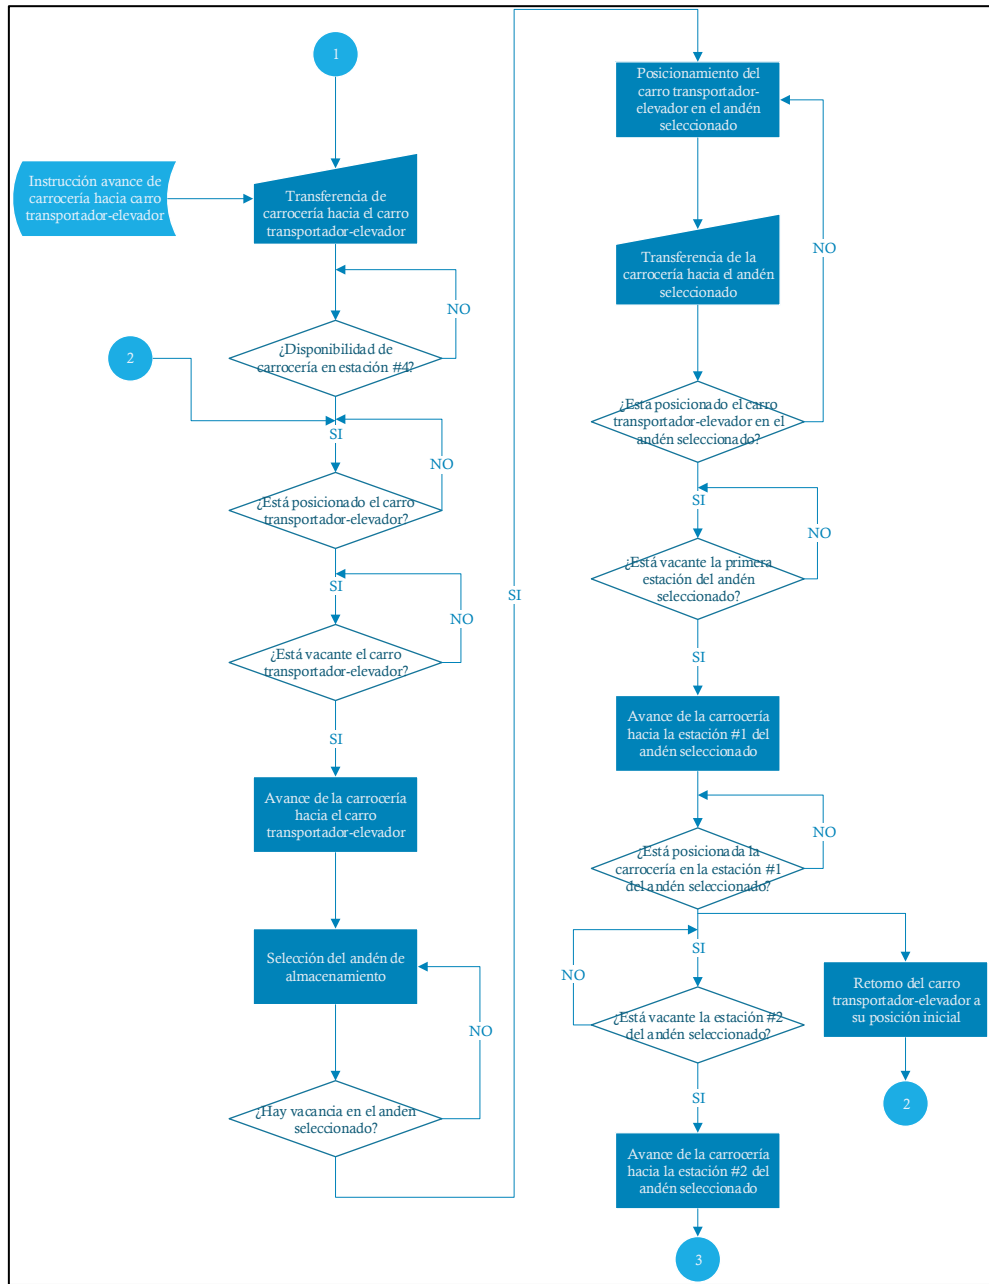 1
Instrucción avance de
carrocería hacia carro
transportador-elevador
Transferencia de
carrocería hacia el carro
transportador-elevador
NO
¿Disponibilidad de
carrocería en estación #4?
2
SI
NO
¿Está posicionado el carro
transportador-elevador?
SI
NO
¿Está vacante el carro
transportador-elevador?
SI
Avance de la carrocería
hacia el carro
transportador-elevador
Selección del andén de
almacenamiento
NO
¿Hay vacancia en el anden
seleccionado?
SI
Posicionamiento del
carro transportador-
elevador en el andén
seleccionado
NO
Transferencia de la
carrocería hacia el andén
seleccionado
¿Esta posicionado el carro
transportador-elevador en el
andén seleccionado?
SI
NO
¿Está vacante la primera
estación del andén
seleccionado?
SI
Avance de la carrocería
hacia la estación #1 del
andén seleccionado
NO
¿Está posicionada la
carrocería en la estación #1
del andén seleccionado?
SI
NO
¿Está vacante la estación #2
del andén seleccionado?
Retorno del carro
transportador-elevador a
su posición inicial
2
SI
Avance de la carrocería
hacia la estación #2 del
andén seleccionado
3